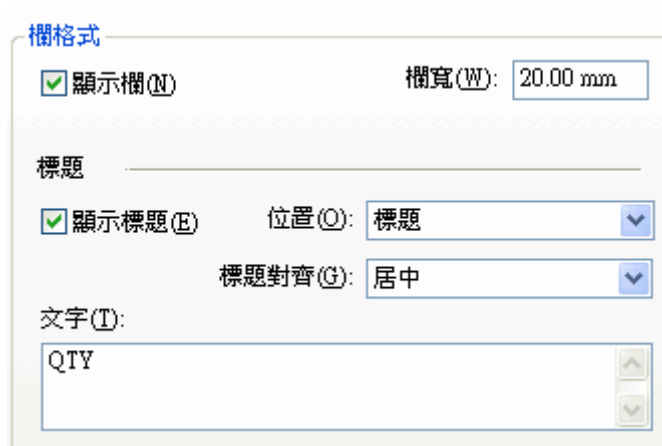 欄格式
顯示欄(N) 欄寬(W): 20.00 mm
標題
顯示標題(E) 位置(O): 標題
標題對齊(G): 居中
文字(T):
QTY